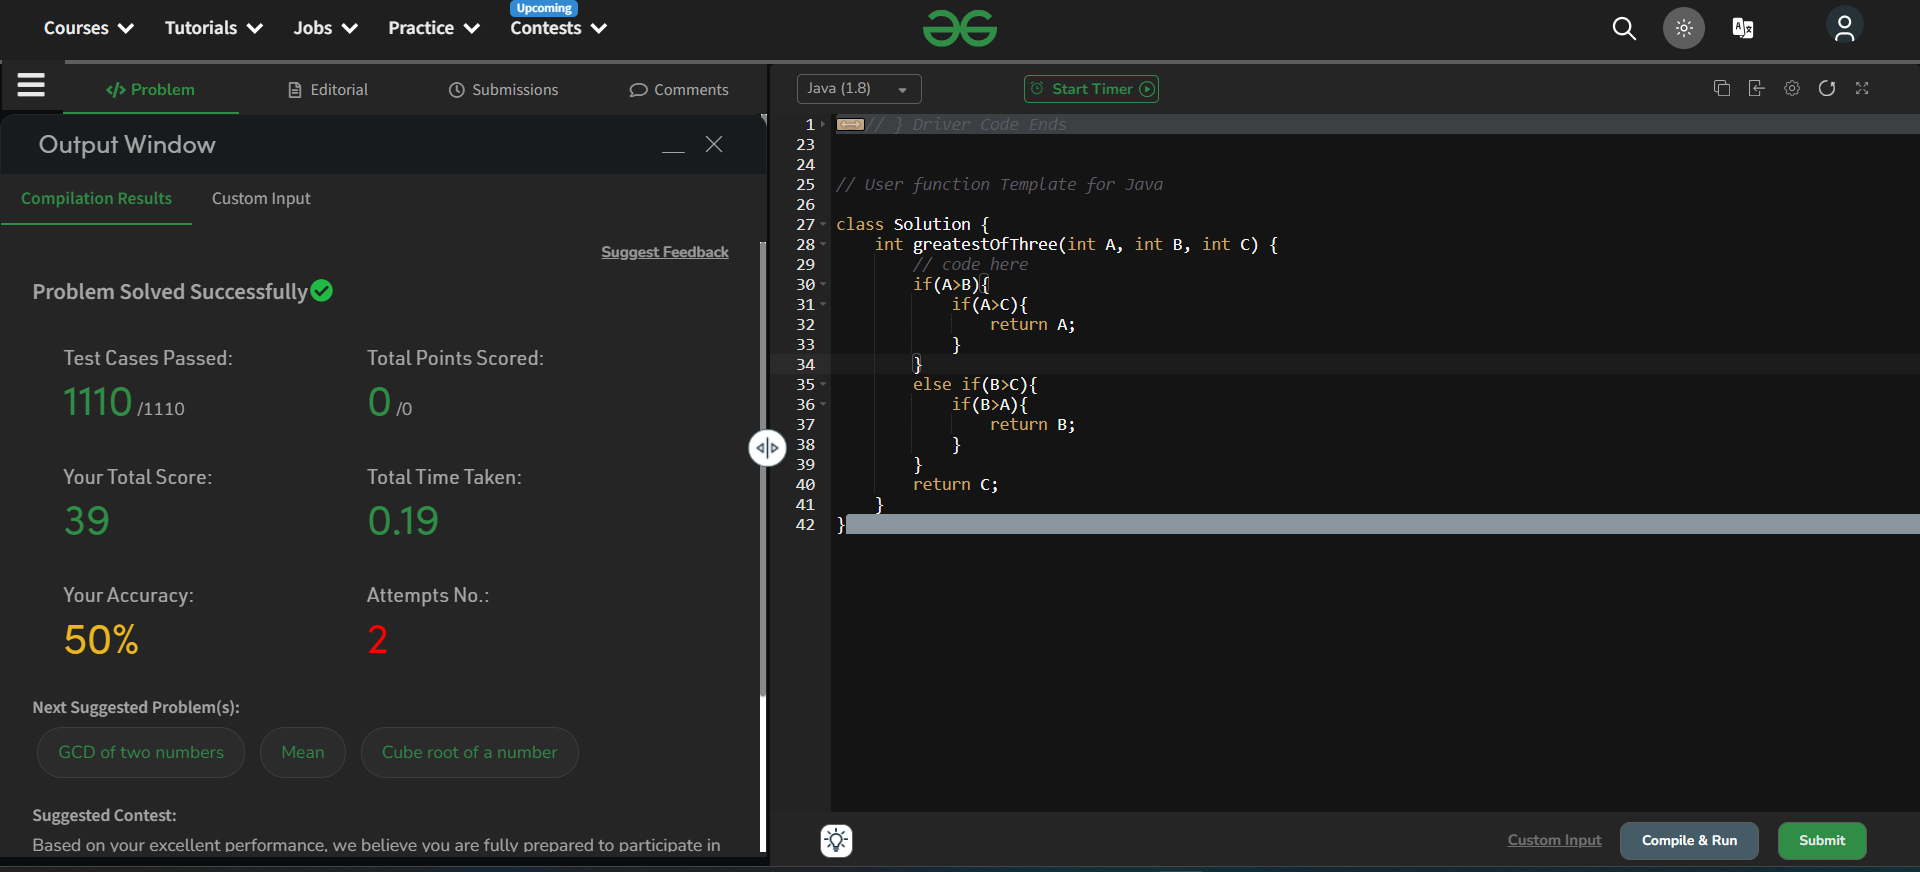 Courses Tutorials Jobs Practice Upcoming Contests
Problem Editorial Submissions Comments
Output Window
Compilation Results Custom Input
Suggest Feedback
Problem Solved Successfully
Test Cases Passed: Total Points Scored:
1110 /1110 0 /0
Your Total Score: Total Time Taken:
39 0.19
Your Accuracy: Attempts No.:
50% 2
Next Suggested Problem(s):
GCD of two numbers Mean Cube root of a number
Suggested Contest:
Based on your excellent performance, we believe you are fully prepared to participate in
Java (1.8) Start Timer
1 // } Driver Code Ends
23
24
25 // User function Template for Java
26
27 class Solution {
28 int greatestOfThree(int A, int B, int C) {
29 // code here
30 if(A>B){
31 if(A>C){
32 return A;
33 }
34 }
35 else if(B>C){
36 if(B>A){
37 return B;
38 }
39 }
40 return C;
41 }
42 }
Custom Input Compile & Run Submit